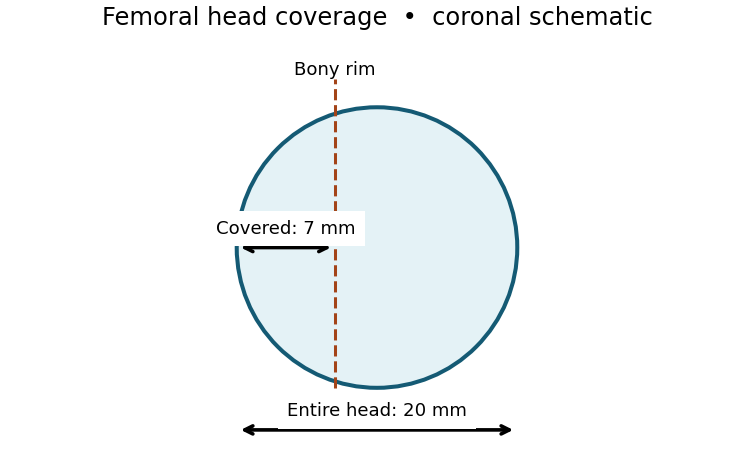 Femoral head coverage • coronal schematic
Bony rim
Covered: 7 mm
Entire head: 20 mm